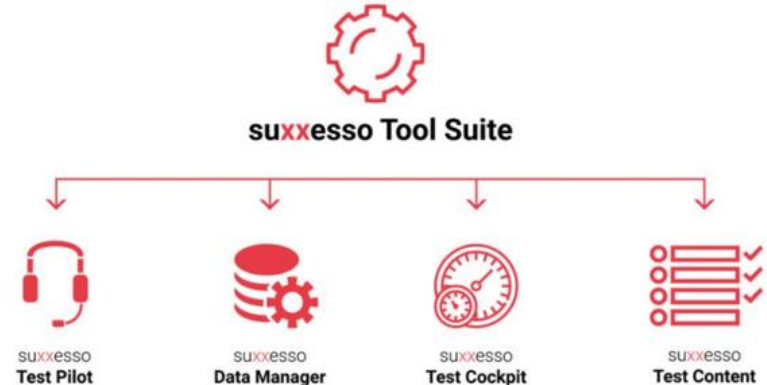 suxxesso Tool Suite
suxxesso
Test Pilot
suxxesso
Data Manager
suxxesso
Test Cockpit
suxxesso
Test Content